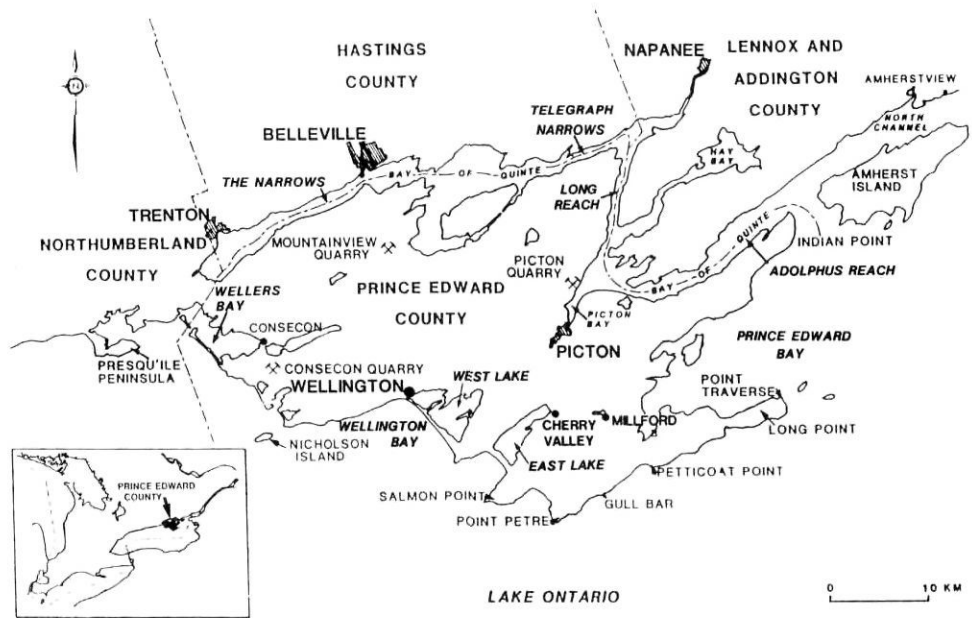 HASTINGS
COUNTY
NAPANEE
LENNOX AND
ADDINGTON
COUNTY
AMHERSTVIEW
NORTH
CHANNEL
TELEGRAPH
NARROWS
BELLEVILLE
HAY
BAY
BAY OF QUINTE
THE NARROWS
LONG
REACH
AMHERST
ISLAND
TRENTON
NORTHUMBERLAND
COUNTY
MOUNTAINVIEW
QUARRY
PICTON
QUARRY
BAY OF QUINTE
INDIAN POINT
ADOLPHUS REACH
PRINCE EDWARD
COUNTY
WELLERS
BAY
PICTON
BAY
CONSECON
PICTON
PRINCE EDWARD
BAY
PRESQU'ILE
PENINSULA
CONSECON QUARRY
WELLINGTON
WEST LAKE
POINT
TRAVERSE
WELLINGTON
BAY
CHERRY
VALLEY
MILLFORD
LONG POINT
NICHOLSON
ISLAND
EAST LAKE
PETTICOAT POINT
SALMON POINT
GULL BAR
POINT PETRE
PRINCE EDWARD
COUNTY
LAKE ONTARIO
0 10 KM